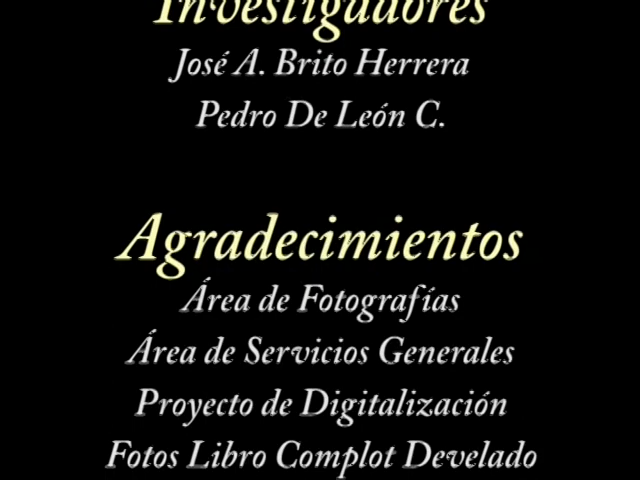 Investigadores
José A. Brito Herrera
Pedro De León C.
Agradecimientos
Área de Fotografías
Área de Servicios Generales
Proyecto de Digitalización
Fotos Libro Complot Develado